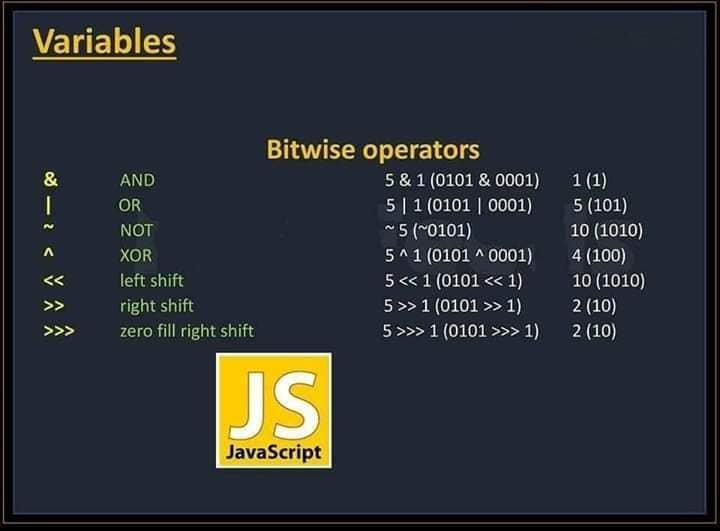 Variables
Bitwise operators
& AND 5 & 1 (0101 & 0001) 1 (1)
| OR 5 | 1 (0101 | 0001) 5 (101)
~ NOT ~ 5 (~0101) 10 (1010)
^ XOR 5 ^ 1 (0101 ^ 0001) 4 (100)
<< left shift 5 << 1 (0101 << 1) 10 (1010)
>> right shift 5 >> 1 (0101 >> 1) 2 (10)
>>> zero fill right shift 5 >>> 1 (0101 >>> 1) 2 (10)
JS
JavaScript